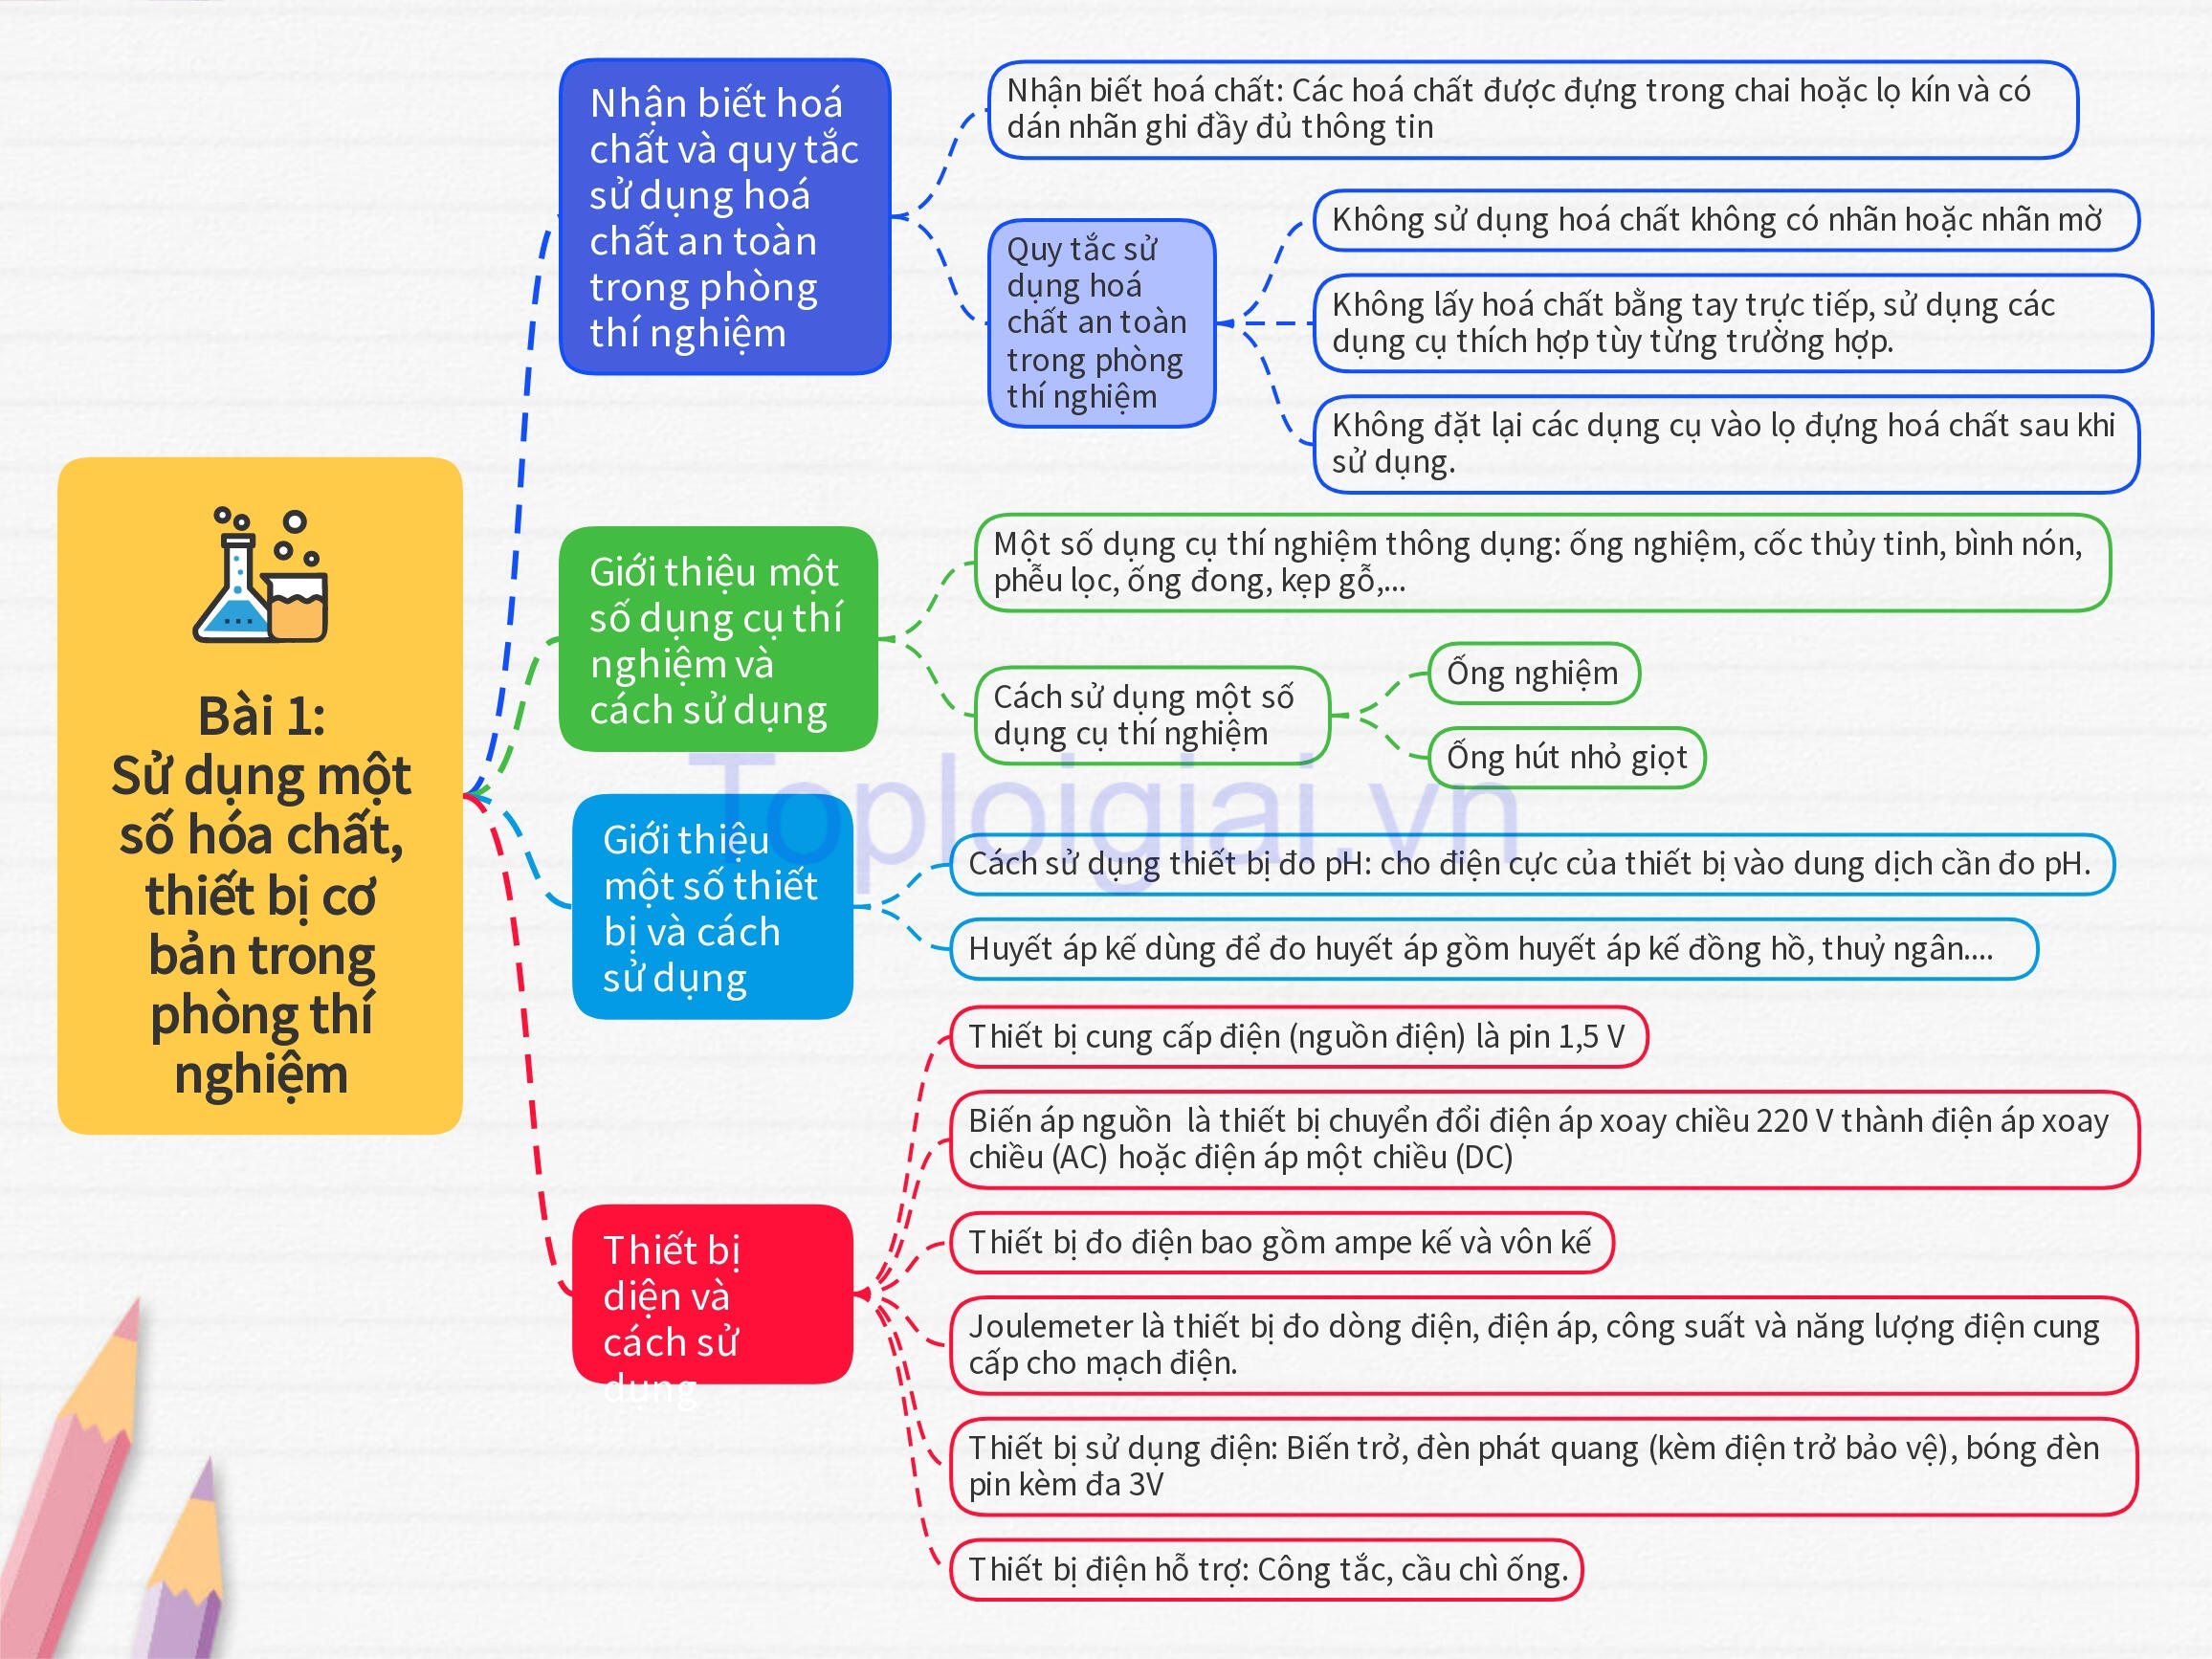 Bài 1:
Sử dụng một
số hóa chất,
thiết bị cơ
bản trong
phòng thí
nghiệm
Nhận biết hoá
chất và quy tắc
sử dụng hoá
chất an toàn
trong phòng
thí nghiệm
Nhận biết hoá chất: Các hoá chất được đựng trong chai hoặc lọ kín và có
dán nhãn ghi đầy đủ thông tin
Quy tắc sử
dụng hoá
chất an toàn
trong phòng
thí nghiệm
Không sử dụng hoá chất không có nhãn hoặc nhãn mờ
Không lấy hoá chất bằng tay trực tiếp, sử dụng các
dụng cụ thích hợp tùy từng trường hợp.
Không đặt lại các dụng cụ vào lọ đựng hoá chất sau khi
sử dụng.
Giới thiệu một
số dụng cụ thí
nghiệm và
cách sử dụng
Một số dụng cụ thí nghiệm thông dụng: ống nghiệm, cốc thủy tinh, bình nón,
phễu lọc, ống đong, kẹp gỗ,...
Cách sử dụng một số
dụng cụ thí nghiệm
Ống nghiệm
Ống hút nhỏ giọt
Toploigiai.vn
Giới thiệu
một số thiết
bị và cách
sử dụng
Cách sử dụng thiết bị đo pH: cho điện cực của thiết bị vào dung dịch cần đo pH.
Huyết áp kế dùng để đo huyết áp gồm huyết áp kế đồng hồ, thuỷ ngân....
Thiết bị
diện và
cách sử
dụng
Thiết bị cung cấp điện (nguồn điện) là pin 1,5 V
Biến áp nguồn  là thiết bị chuyển đổi điện áp xoay chiều 220 V thành điện áp xoay
chiều (AC) hoặc điện áp một chiều (DC)
Thiết bị đo điện bao gồm ampe kế và vôn kế
Joulemeter là thiết bị đo dòng điện, điện áp, công suất và năng lượng điện cung
cấp cho mạch điện.
Thiết bị sử dụng điện: Biến trở, đèn phát quang (kèm điện trở bảo vệ), bóng đèn
pin kèm đa 3V
Thiết bị điện hỗ trợ: Công tắc, cầu chì ống.